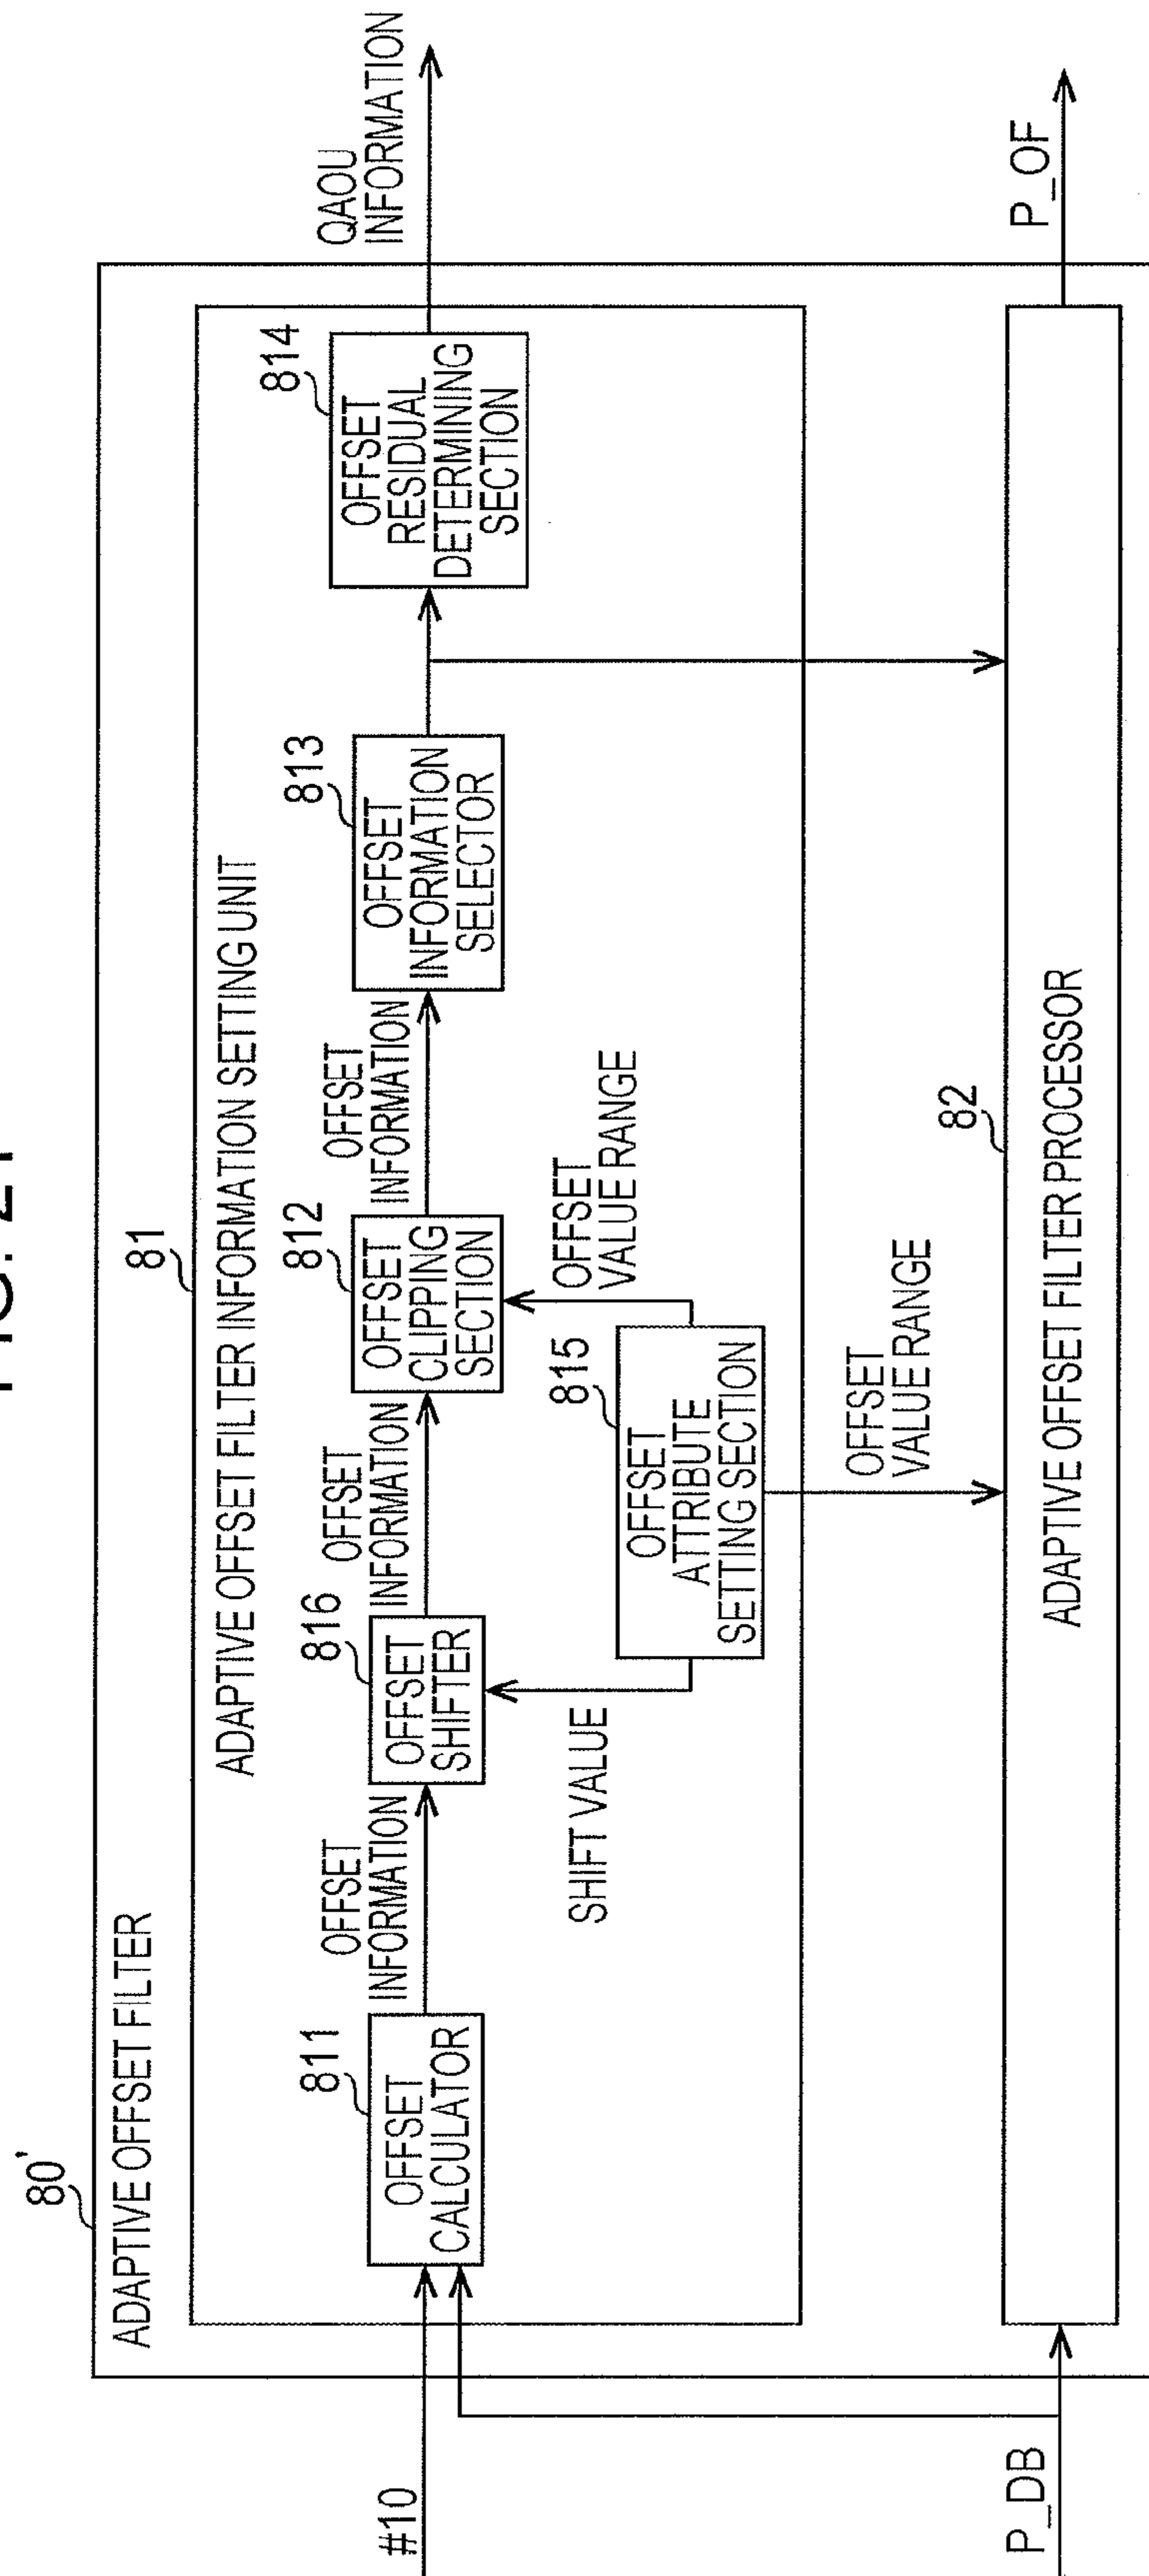 80'
ADAPTIVE OFFSET FILTER
81
ADAPTIVE OFFSET FILTER INFORMATION SETTING UNIT
#10
811
OFFSET
CALCULATOR
OFFSET
INFORMATION
816
OFFSET
SHIFTER
OFFSET
INFORMATION
812
OFFSET
CLIPPING
SECTION
OFFSET
INFORMATION
813
OFFSET
INFORMATION
SELECTOR
814
OFFSET
RESIDUAL
DETERMINING
SECTION
QAOU
INFORMATION
SHIFT VALUE
815
OFFSET
ATTRIBUTE
SETTING SECTION
OFFSET
VALUE RANGE
OFFSET
VALUE RANGE
82
P_DB
ADAPTIVE OFFSET FILTER PROCESSOR
P_OF